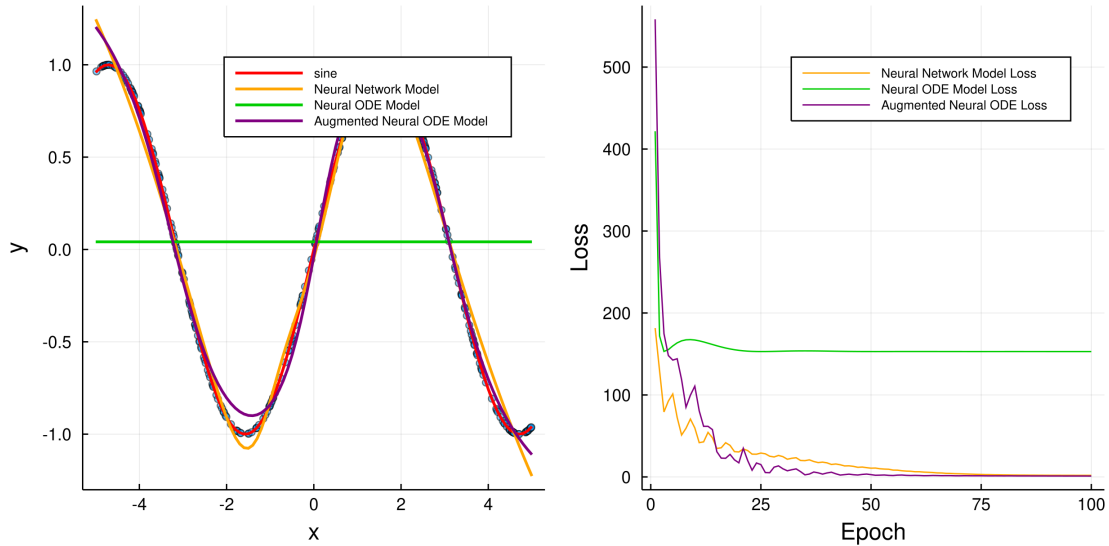 1.0
0.5
0.0
-0.5
-1.0
-4
-2
0
2
4
x
y
sine
Neural Network Model
Neural ODE Model
Augmented Neural ODE Model
500
400
300
200
100
0
0
25
50
75
100
Epoch
Loss
Neural Network Model Loss
Neural ODE Model Loss
Augmented Neural ODE Loss